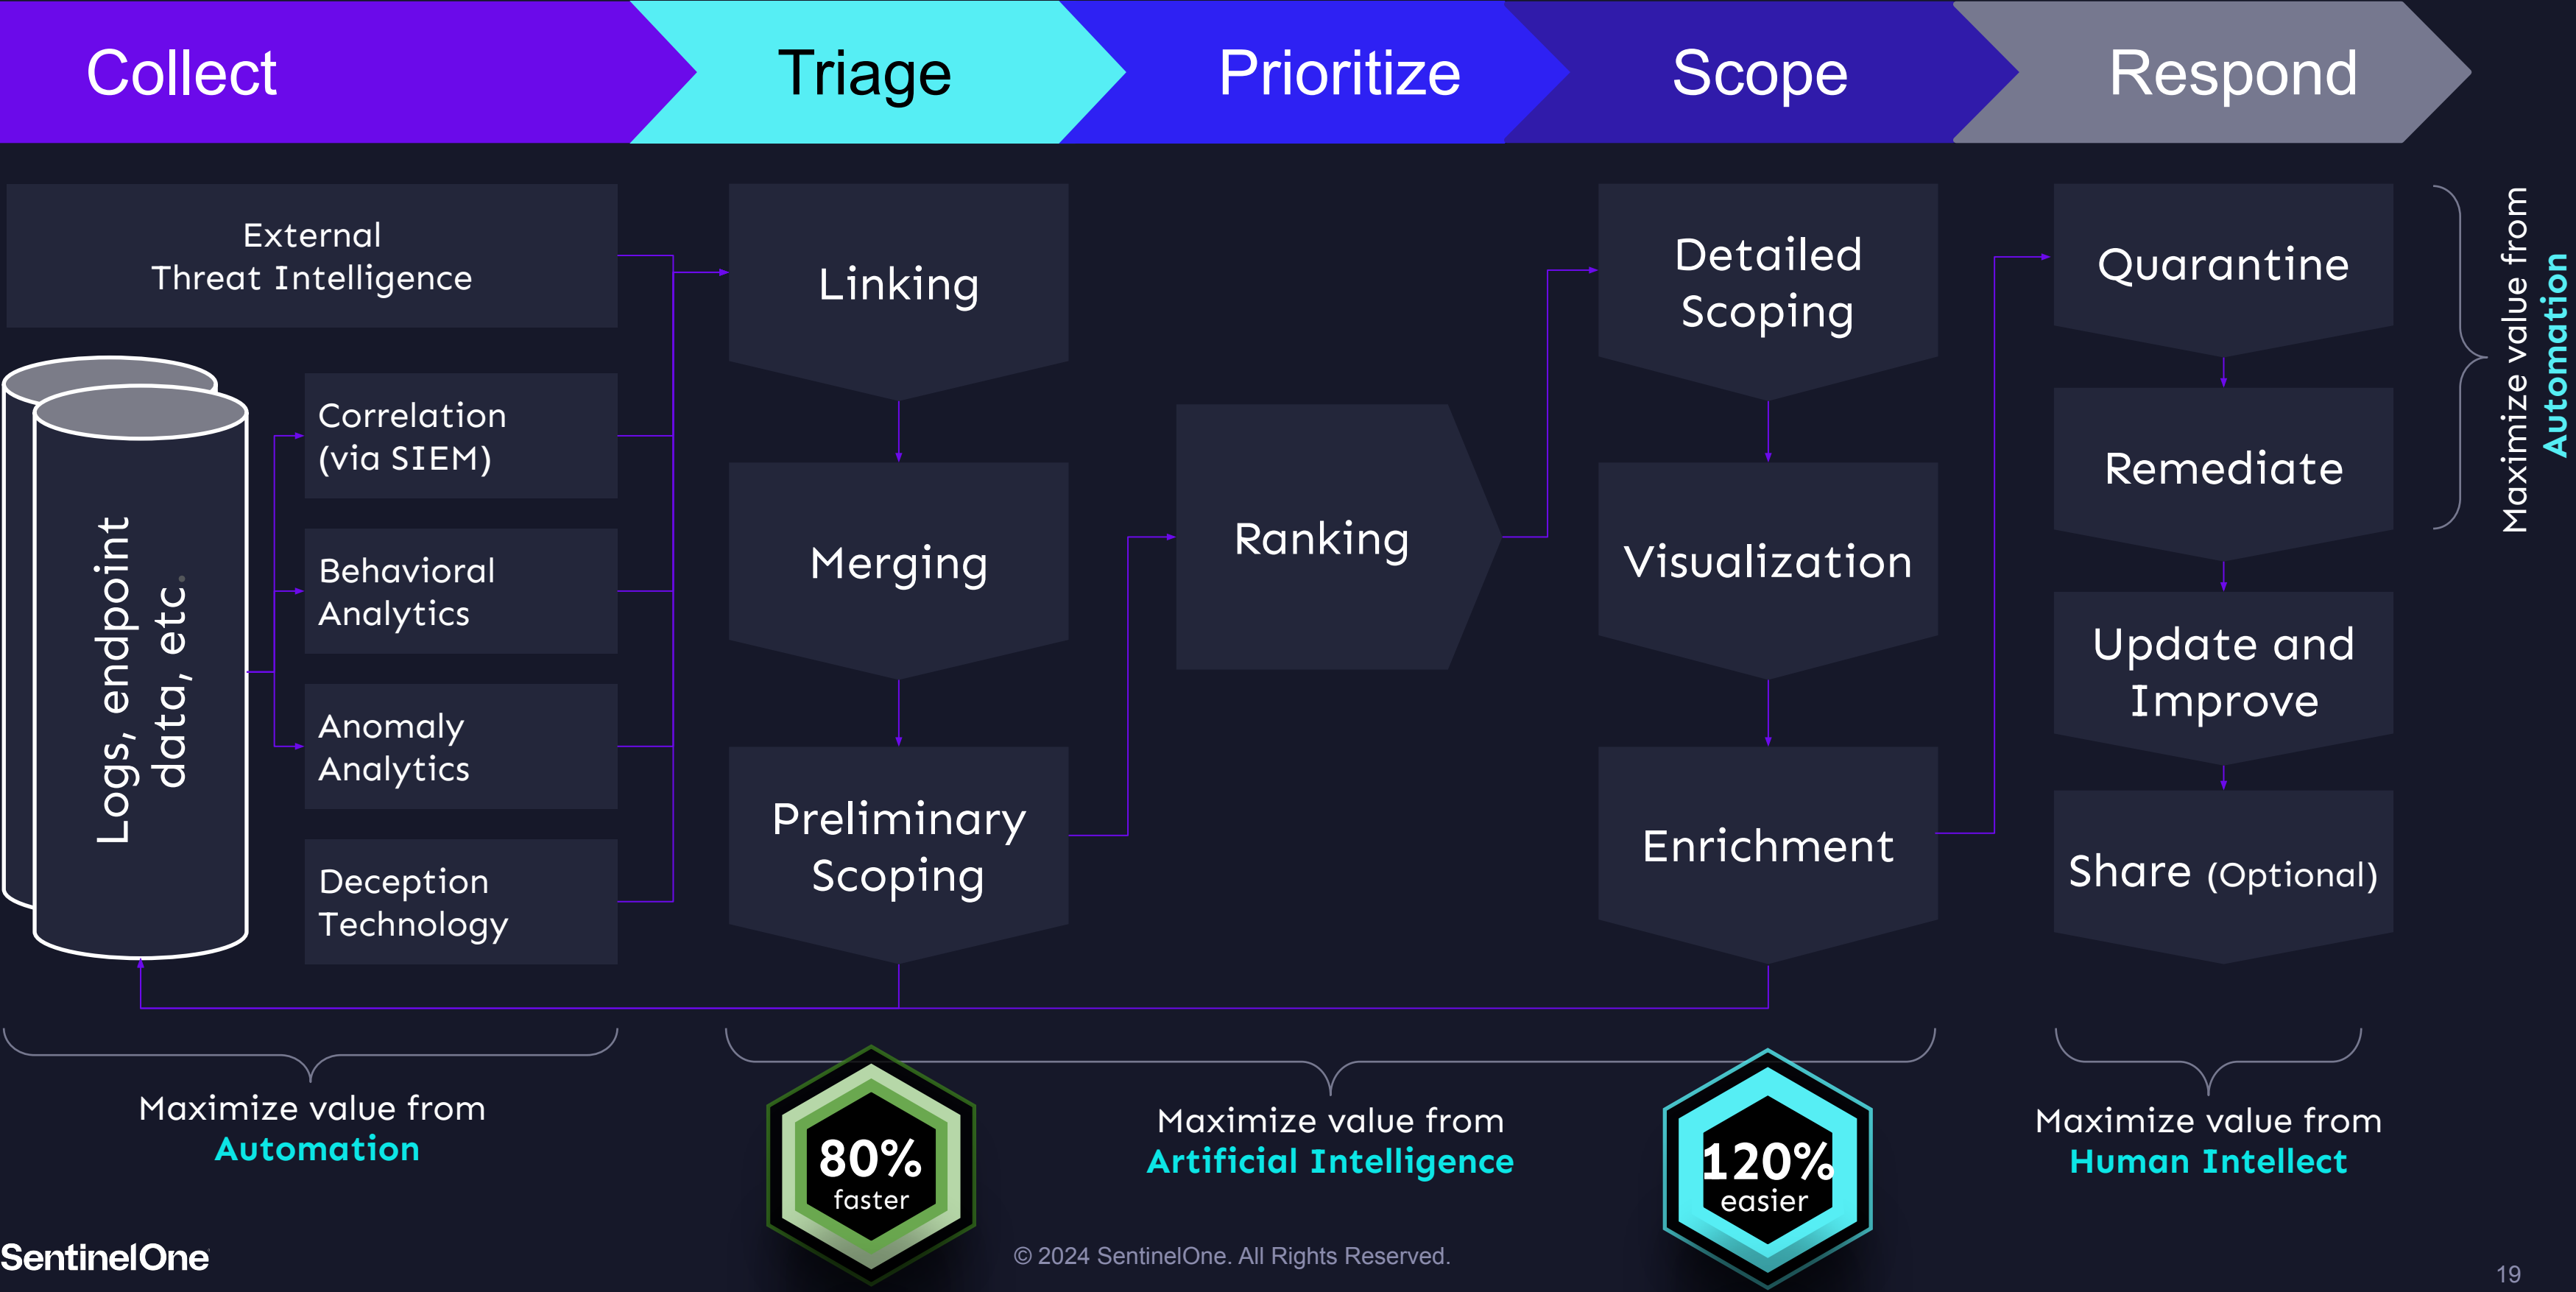 Collect
Triage
Prioritize
Scope
Respond
External
Threat Intelligence
Logs, endpoint
data, etc.
Correlation
(via SIEM)
Behavioral
Analytics
Anomaly
Analytics
Deception
Technology
Linking
Merging
Preliminary
Scoping
Ranking
Detailed
Scoping
Visualization
Enrichment
Quarantine
Remediate
Update and
Improve
Share (Optional)
Maximize value from
Automation
Maximize value from
Automation
80%
faster
Maximize value from
Artificial Intelligence
120%
easier
Maximize value from
Human Intellect
SentinelOne
© 2024 SentinelOne. All Rights Reserved.
19